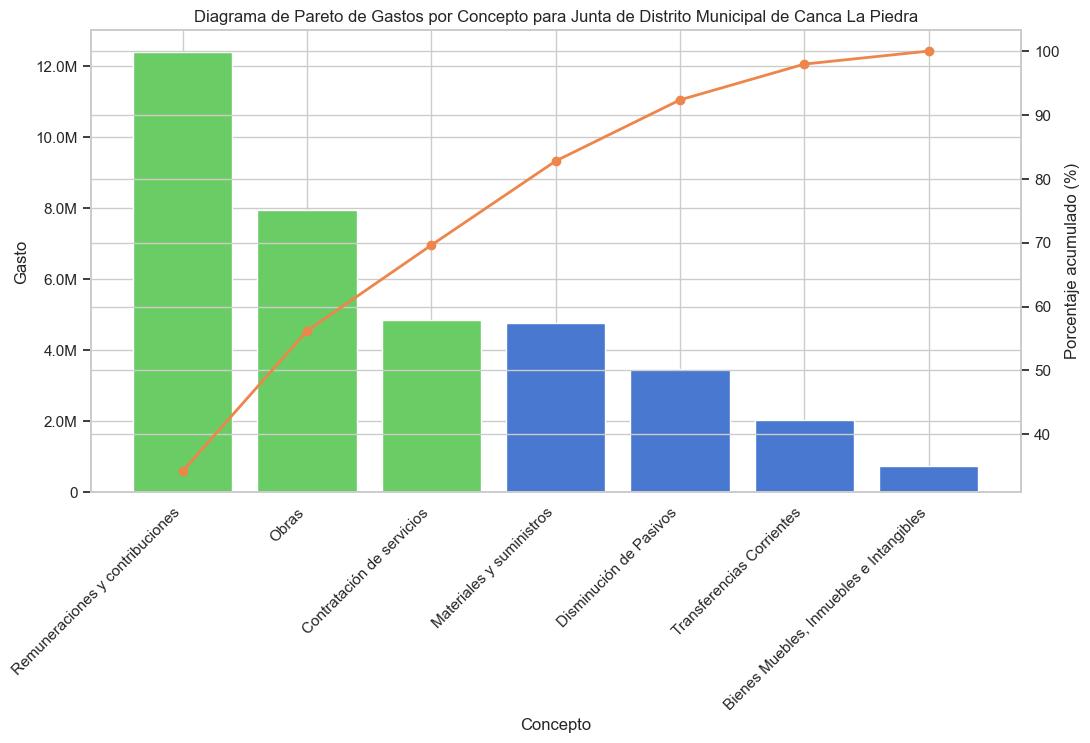 Diagrama de Pareto de Gastos por Concepto para Junta de Distrito Municipal de Canca La Piedra
Gasto
12.0M
10.0M
8.0M
6.0M
4.0M
2.0M
0
100
90
80
70
60
50
40
Porcentaje acumulado (%)
Remuneraciones y contribuciones
Obras
Contratación de servicios
Materiales y suministros
Disminución de Pasivos
Transferencias Corrientes
Bienes Muebles, Inmuebles e Intangibles
Concepto